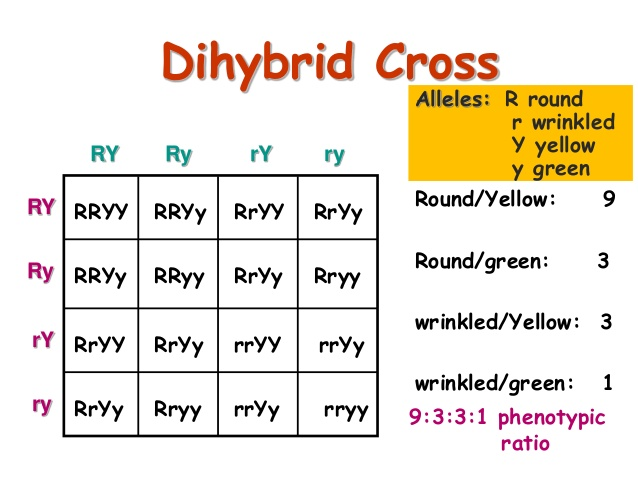 Dihybrid Cross
Alleles: R round
r wrinkled
Y yellow
y green
RY Ry rY ry
RY RRYY RRYy RrYY RrYy
Ry RRYy RRyy RrYy Rryy
rY RrYY RrYy rrYY rrYy
ry RrYy Rryy rrYy rryy
Round/Yellow: 9
Round/green: 3
wrinkled/Yellow: 3
wrinkled/green: 1
9:3:3:1 phenotypic
ratio